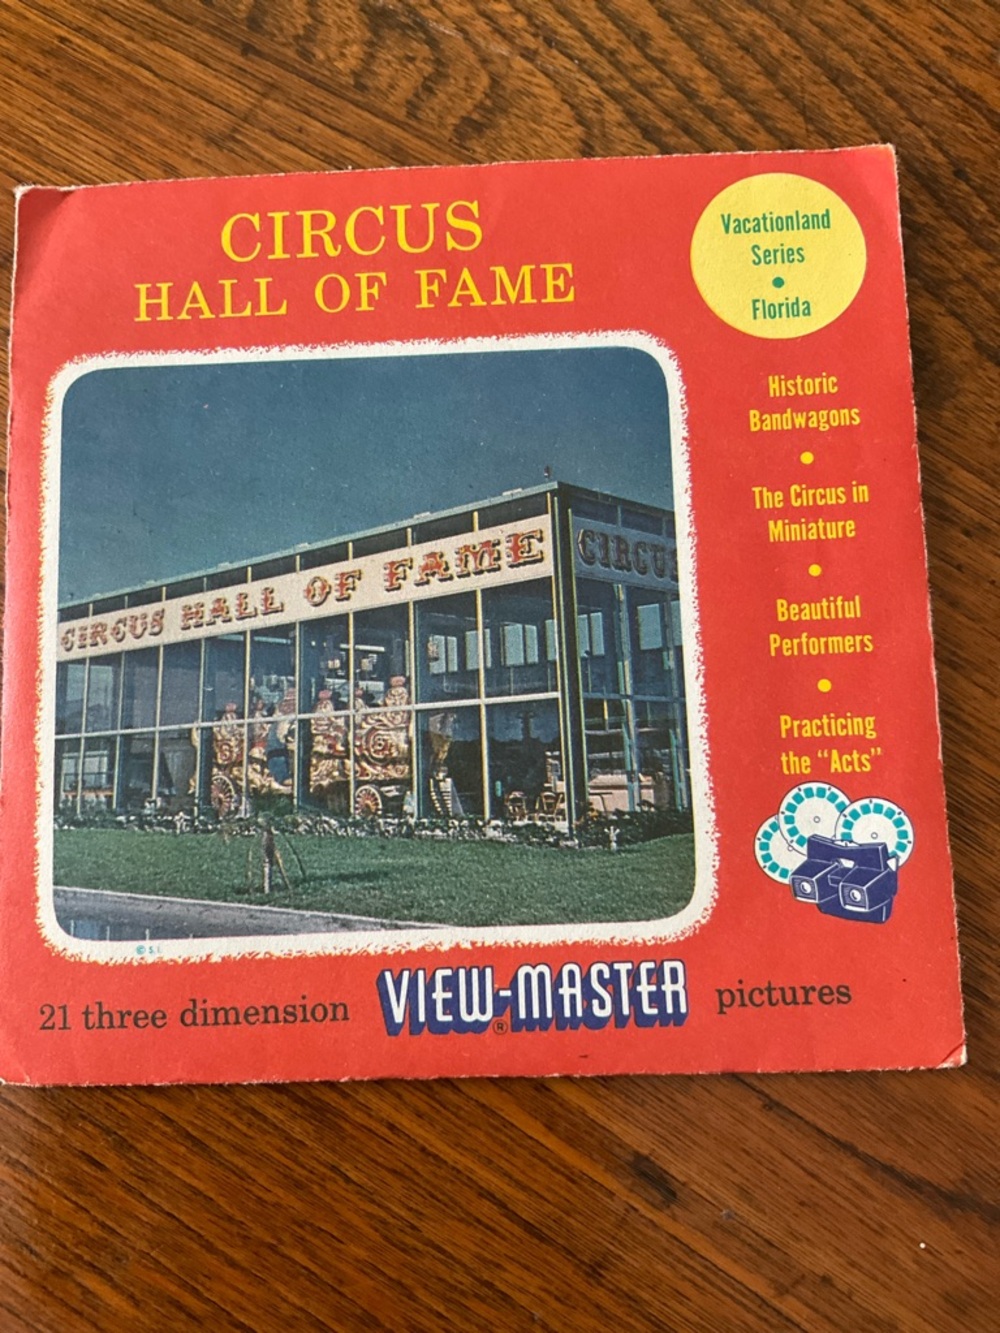 CIRCUS
HALL OF FAME
Vacationland
Series
•
Florida
Historic
Bandwagons
•
The Circus in
Miniature
•
Beautiful
Performers
•
Practicing
the “Acts”
CIRCUS HALL OF FAME
CIRCUS
© S.I.
21 three dimension VIEW-MASTER® pictures